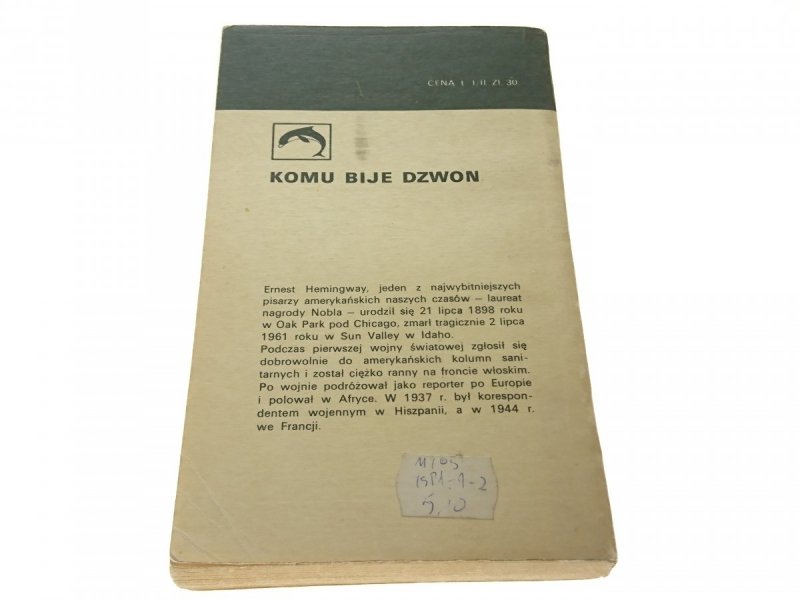 CENA t. I/II ZŁ 30
KOMU BIJE DZWON
Ernest Hemingway, jeden z najwybitniejszych
pisarzy amerykańskich naszych czasów – laureat
nagrody Nobla – urodził się 21 lipca 1898 roku
w Oak Park pod Chicago, zmarł tragicznie 2 lipca
1961 roku w Sun Valley w Idaho.
Podczas pierwszej wojny światowej zgłosił się
dobrowolnie do amerykańskich kolumn sani-
tarnych i został ciężko ranny na froncie włoskim.
Po wojnie podróżował jako reporter po Europie
i polował w Afryce. W 1937 r. był korespon-
dentem wojennym w Hiszpanii, a w 1944 r.
we Francji.
5,10